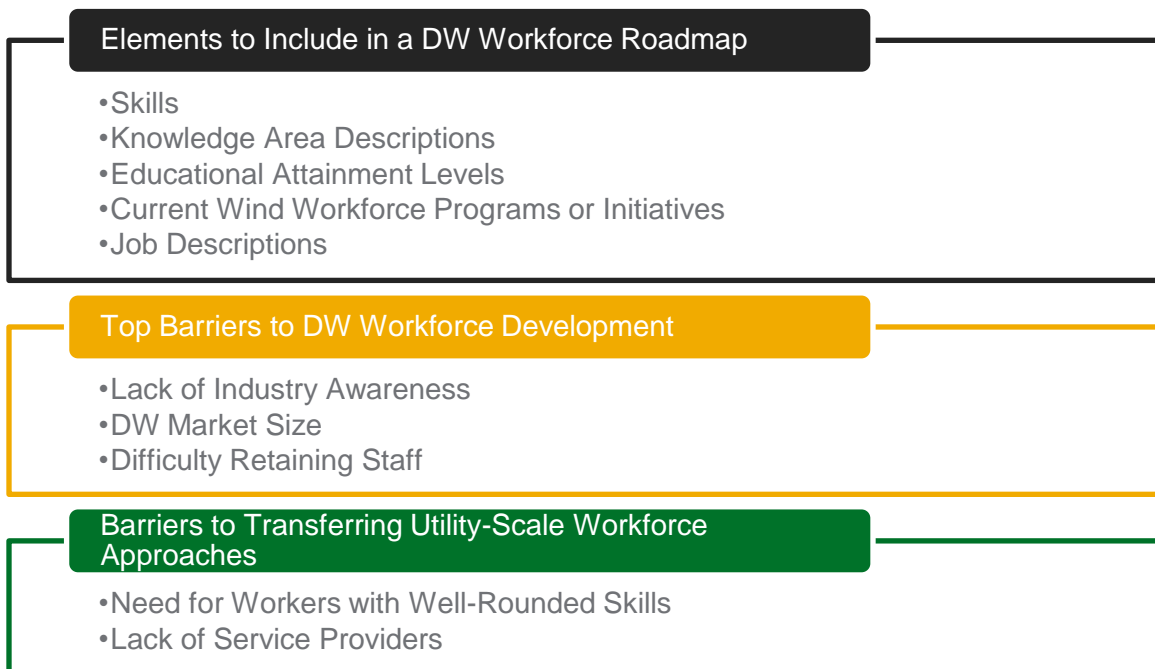 Elements to Include in a DW Workforce Roadmap
•Skills
•Knowledge Area Descriptions
•Educational Attainment Levels
•Current Wind Workforce Programs or Initiatives
•Job Descriptions
Top Barriers to DW Workforce Development
•Lack of Industry Awareness
•DW Market Size
•Difficulty Retaining Staff
Barriers to Transferring Utility-Scale Workforce
Approaches
•Need for Workers with Well-Rounded Skills
•Lack of Service Providers